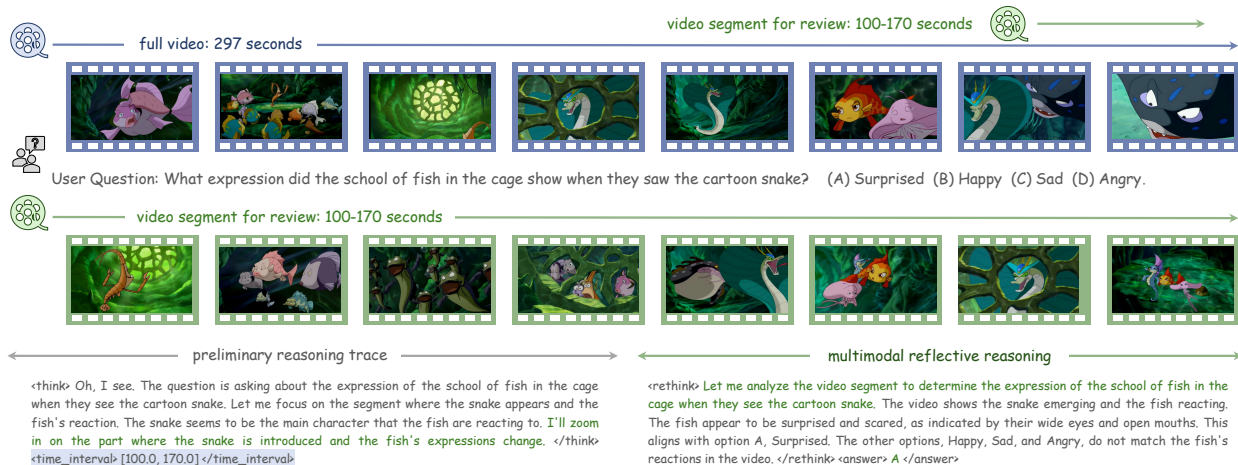 video segment for review: 100-170 seconds
full video: 297 seconds
User Question: What expression did the school of fish in the cage show when they saw the cartoon snake? (A) Surprised (B) Happy (C) Sad (D) Angry.
video segment for review: 100-170 seconds
preliminary reasoning trace
<think> Oh, I see. The question is asking about the expression of the school of fish in the cage
when they see the cartoon snake. Let me focus on the segment where the snake appears and the
fish's reaction. The snake seems to be the main character that the fish are reacting to. I'll zoom
in on the part where the snake is introduced and the fish's expressions change. </think>
<time_interval> [100.0, 170.0] </time_interval>
multimodal reflective reasoning
<rethink> Let me analyze the video segment to determine the expression of the school of fish in the
cage when they see the cartoon snake. The video shows the snake emerging and the fish reacting.
The fish appear to be surprised and scared, as indicated by their wide eyes and open mouths. This
aligns with option A, Surprised. The other options, Happy, Sad, and Angry, do not match the fish's
reactions in the video. </rethink> <answer> A </answer>